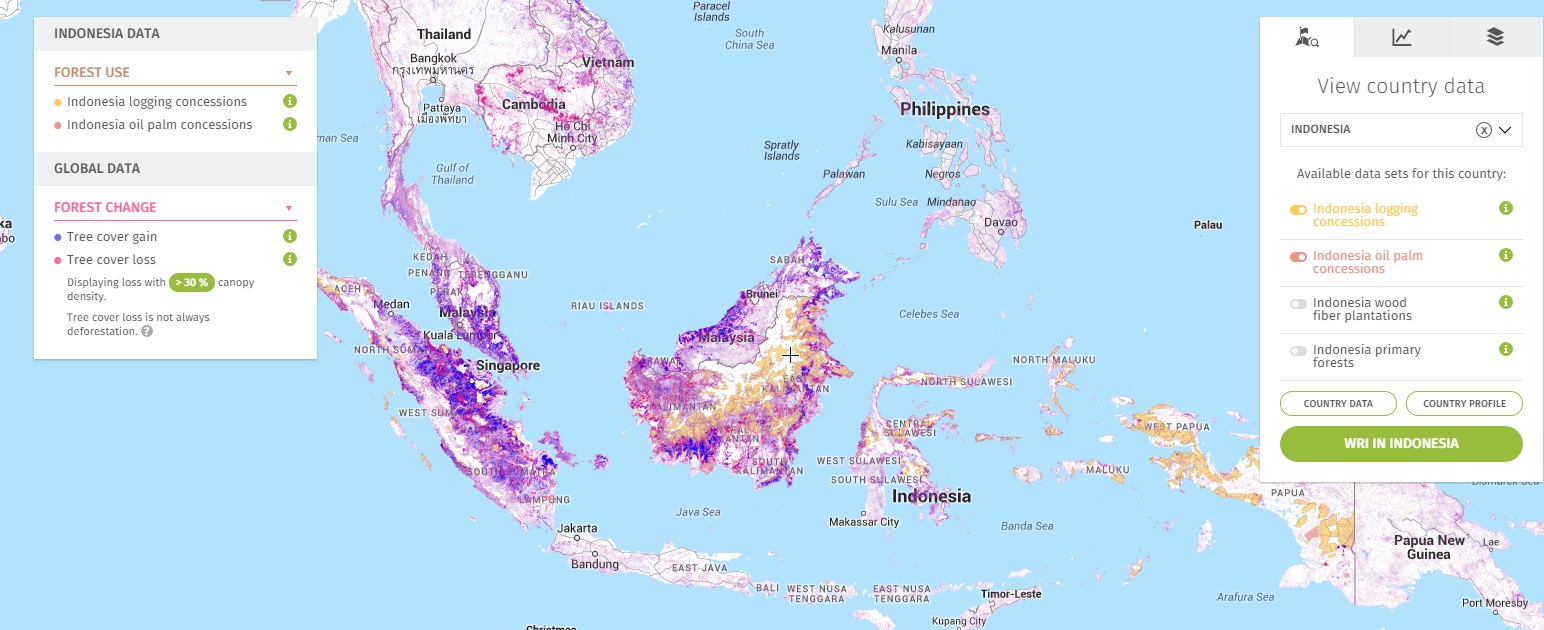 INDONESIA DATA
FOREST USE
Indonesia logging concessions
Indonesia oil palm concessions
GLOBAL DATA
FOREST CHANGE
Tree cover gain
Tree cover loss
Displaying loss with > 30 % canopy
density.
Tree cover loss is not always
deforestation. ?
Paracel
Islands
South
China Sea
Thailand
Bangkok
กรุงเทพมหานคร
Vietnam
Pattaya
เมืองพัทยา
Cambodia
Ho Chi
Minh City
Gulf of
Thailand
Kalusunan
Manila
Philippines
Spratly
Islands
Kabisayaan
Palawan
Negros
Sulu Sea
Mindanao
Davao
Palau
KEDAH
PENANG
TERENGGANU
PERAK
ACEH
Medan
Malaysia
Kuala Lumpur
NORTH SUMA
Singapore
RIAU ISLANDS
SABAH
Brunei
Malaysia
Celebes Sea
NORTH MALUKU
NORTH SULAWESI
EAST
KALIMANTAN
CENTRAL
SULAWESI
WEST SULAWESI
SOUTH SULAWESI
SOUTH
KALIMANTAN
WEST PAPUA
MALUKU
SOUTH SUMATRA
LAMPUNG
Java Sea
Indonesia
Makassar City
Banda Sea
Jakarta
Bandung
EAST JAVA
BALI
WEST NUSA
TENGGARA
EAST NUSA
TENGGARA
Timor-Leste
Kupang City
Christmas
PAPUA
Papua New
Guinea
Lae
Arafura Sea
Port Moresby
Bismarck Sea
View country data
INDONESIA
Available data sets for this country:
Indonesia logging
concessions
Indonesia oil palm
concessions
Indonesia wood
fiber plantations
Indonesia primary
forests
COUNTRY DATA
COUNTRY PROFILE
WRI IN INDONESIA